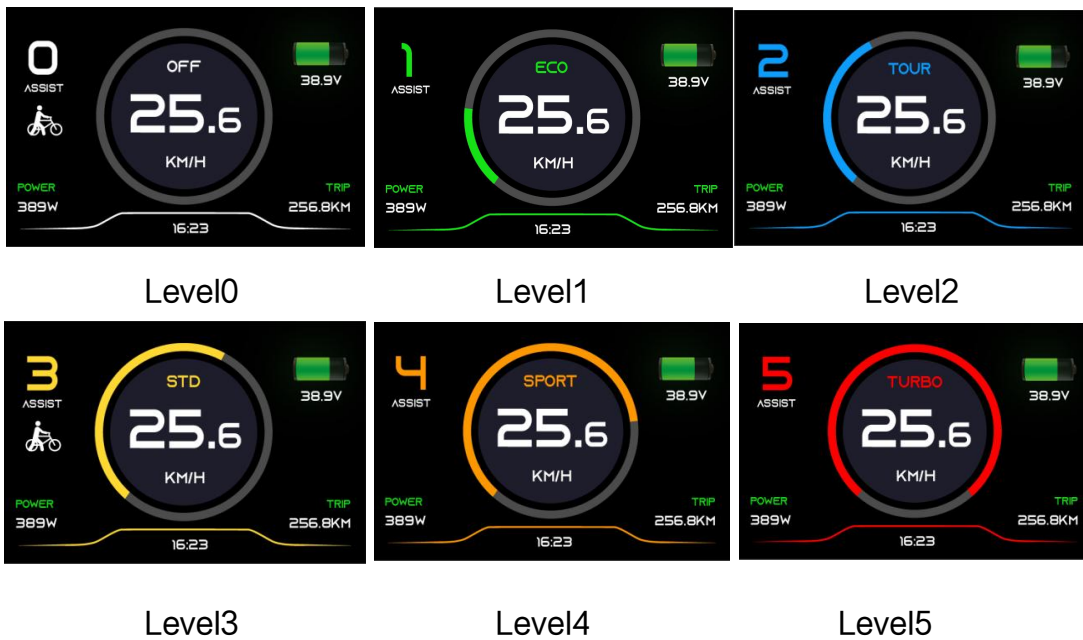 0
ASSIST
OFF
25.6
KM/H
38.9V
POWER
389W
TRIP
256.8KM
16:23
Level0
1
ASSIST
ECO
25.6
KM/H
38.9V
POWER
389W
TRIP
256.8KM
16:23
Level1
2
ASSIST
TOUR
25.6
KM/H
38.9V
POWER
389W
TRIP
256.8KM
16:23
Level2
3
ASSIST
STD
25.6
KM/H
38.9V
POWER
389W
TRIP
256.8KM
16:23
Level3
4
ASSIST
SPORT
25.6
KM/H
38.9V
POWER
389W
TRIP
256.8KM
16:23
Level4
5
ASSIST
TURBO
25.6
KM/H
38.9V
POWER
389W
TRIP
256.8KM
16:23
Level5